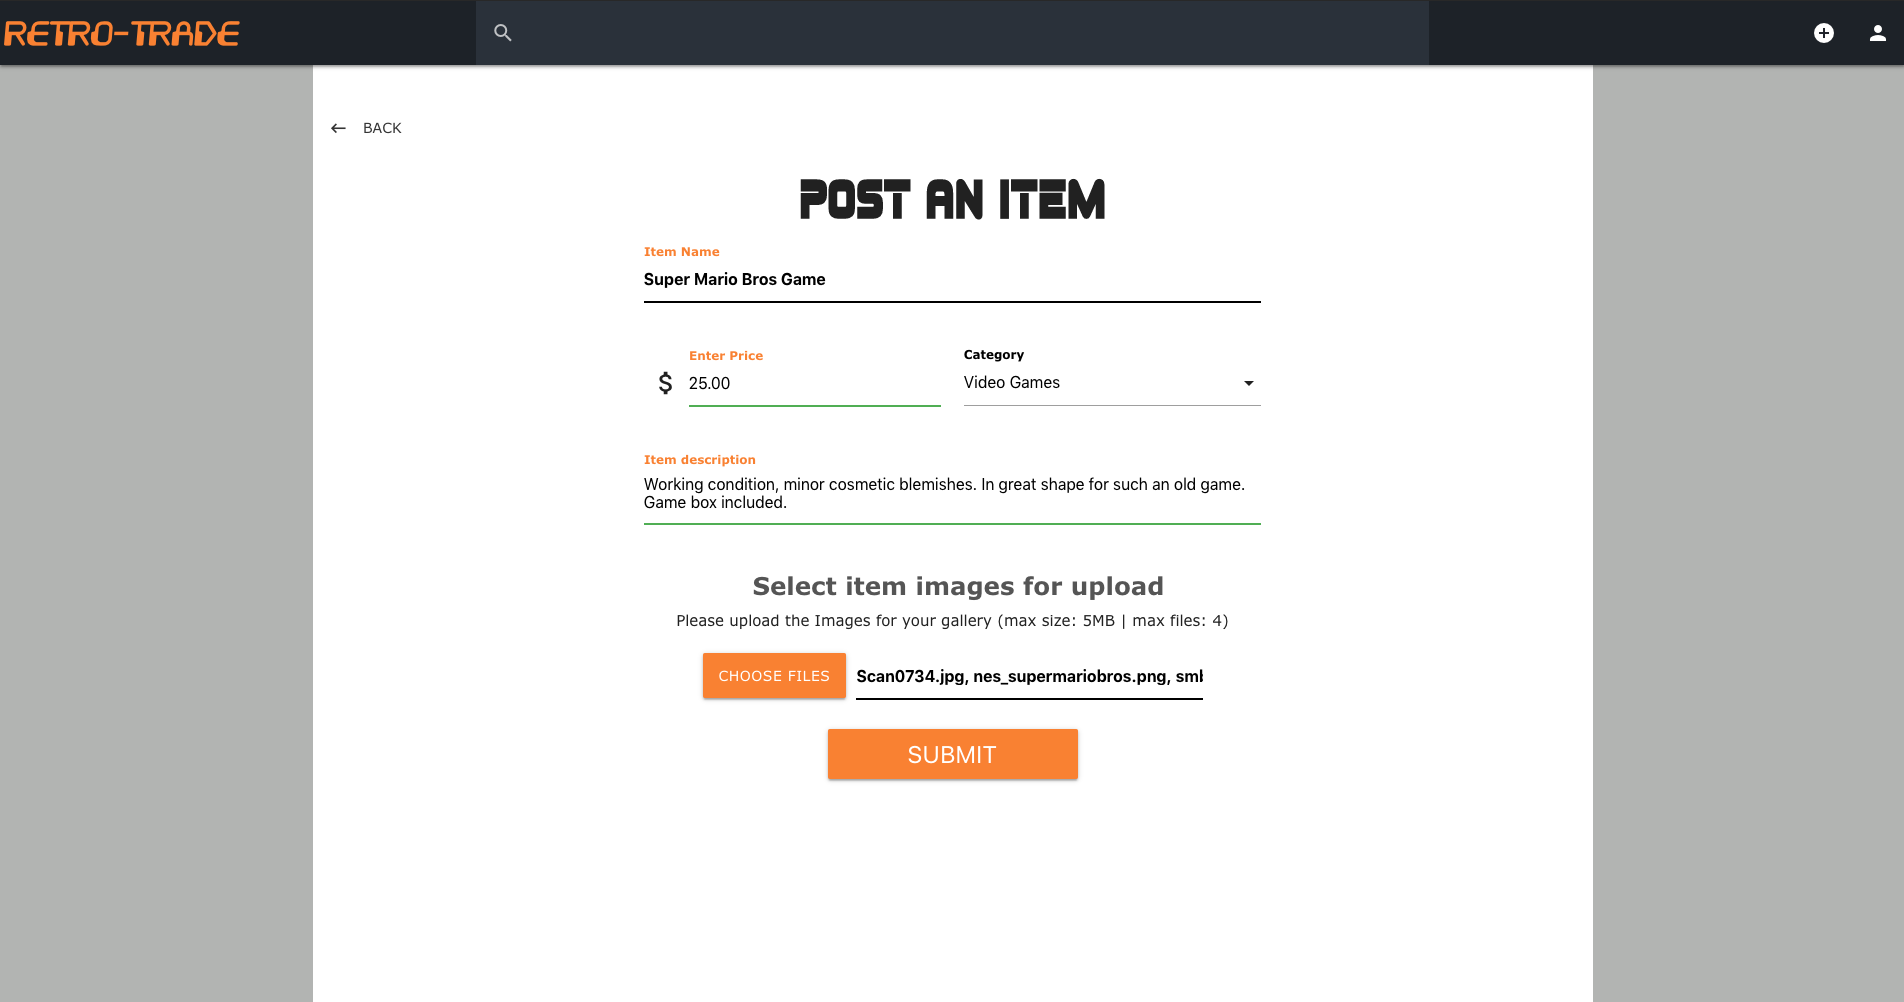 RETRO-TRADE
BACK
POST AN ITEM
Item Name
Super Mario Bros Game
Enter Price
Category
$ 25.00
Video Games
Item description
Working condition, minor cosmetic blemishes. In great shape for such an old game.
Game box included.
Select item images for upload
Please upload the Images for your gallery (max size: 5MB | max files: 4)
CHOOSE FILES
Scan0734.jpg, nes_supermariobros.png,
SUBMIT